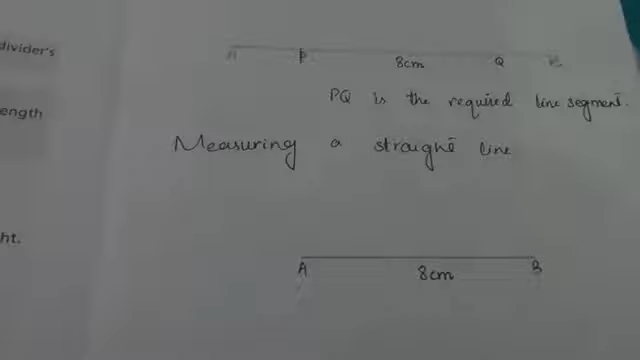 divider's
ength
ht.
A P 8cm Q B
PQ is the required line segment.
Measuring a straight line
A 8cm B